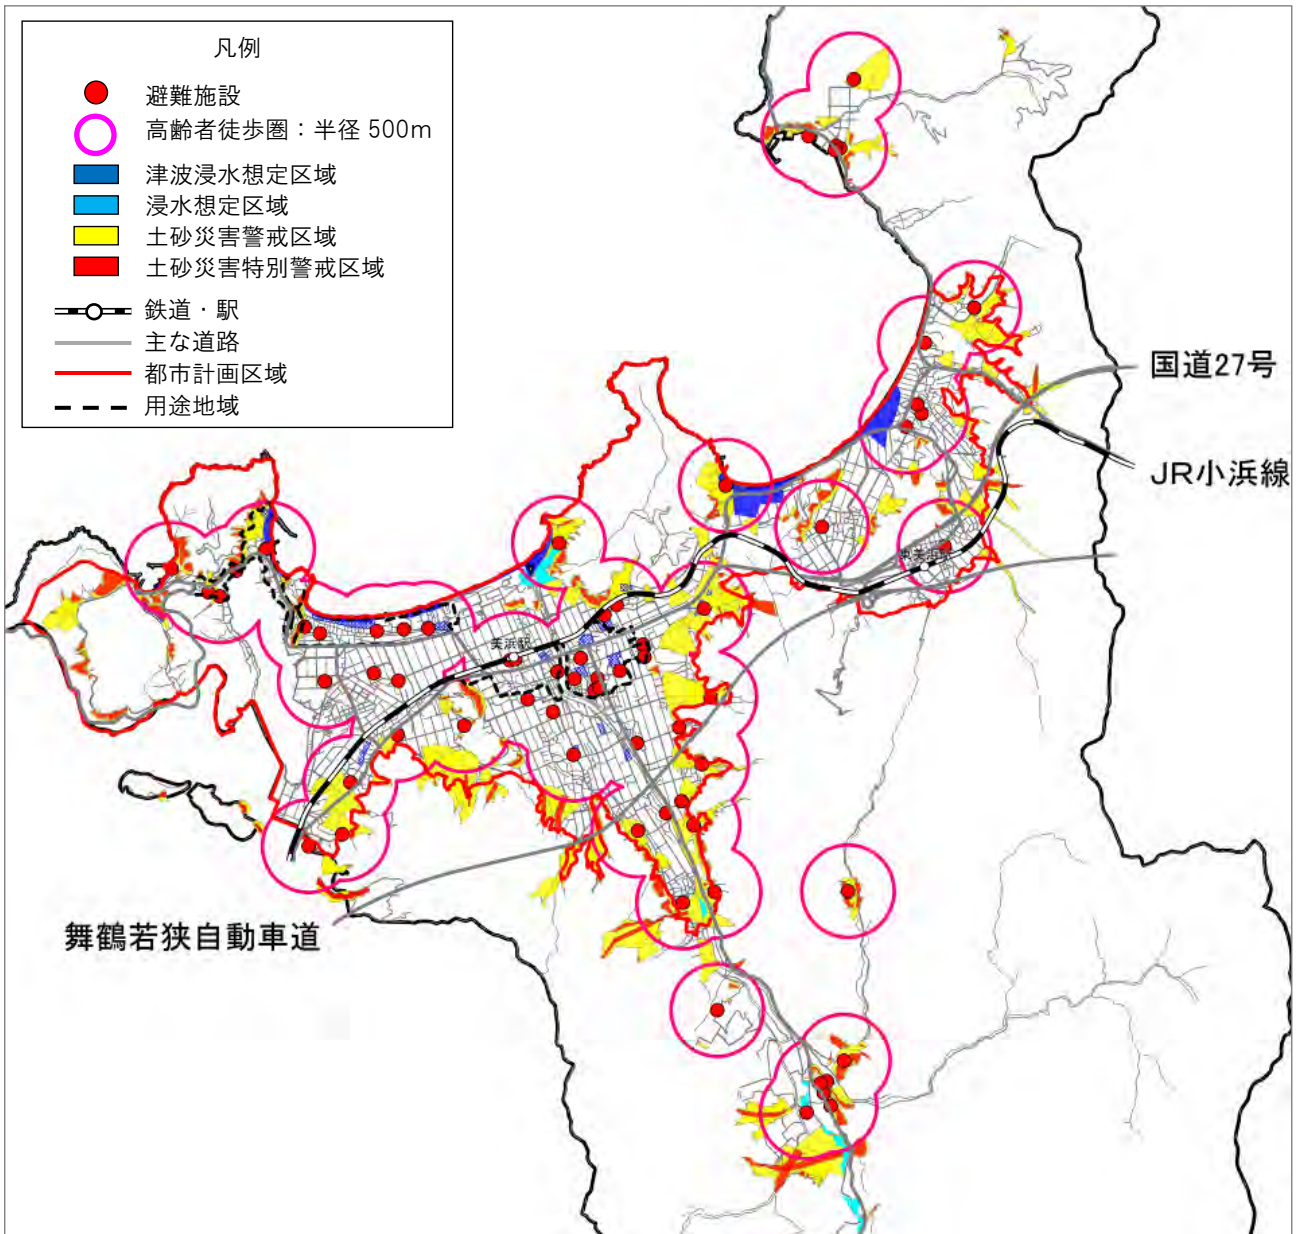 凡例
避難施設
高齢者徒歩圏：半径 500m
津波浸水想定区域
浸水想定区域
土砂災害警戒区域
土砂災害特別警戒区域
鉄道・駅
主な道路
都市計画区域
用途地域
国道27号
JR小浜線
東美浜駅
美浜駅
舞鶴若狭自動車道